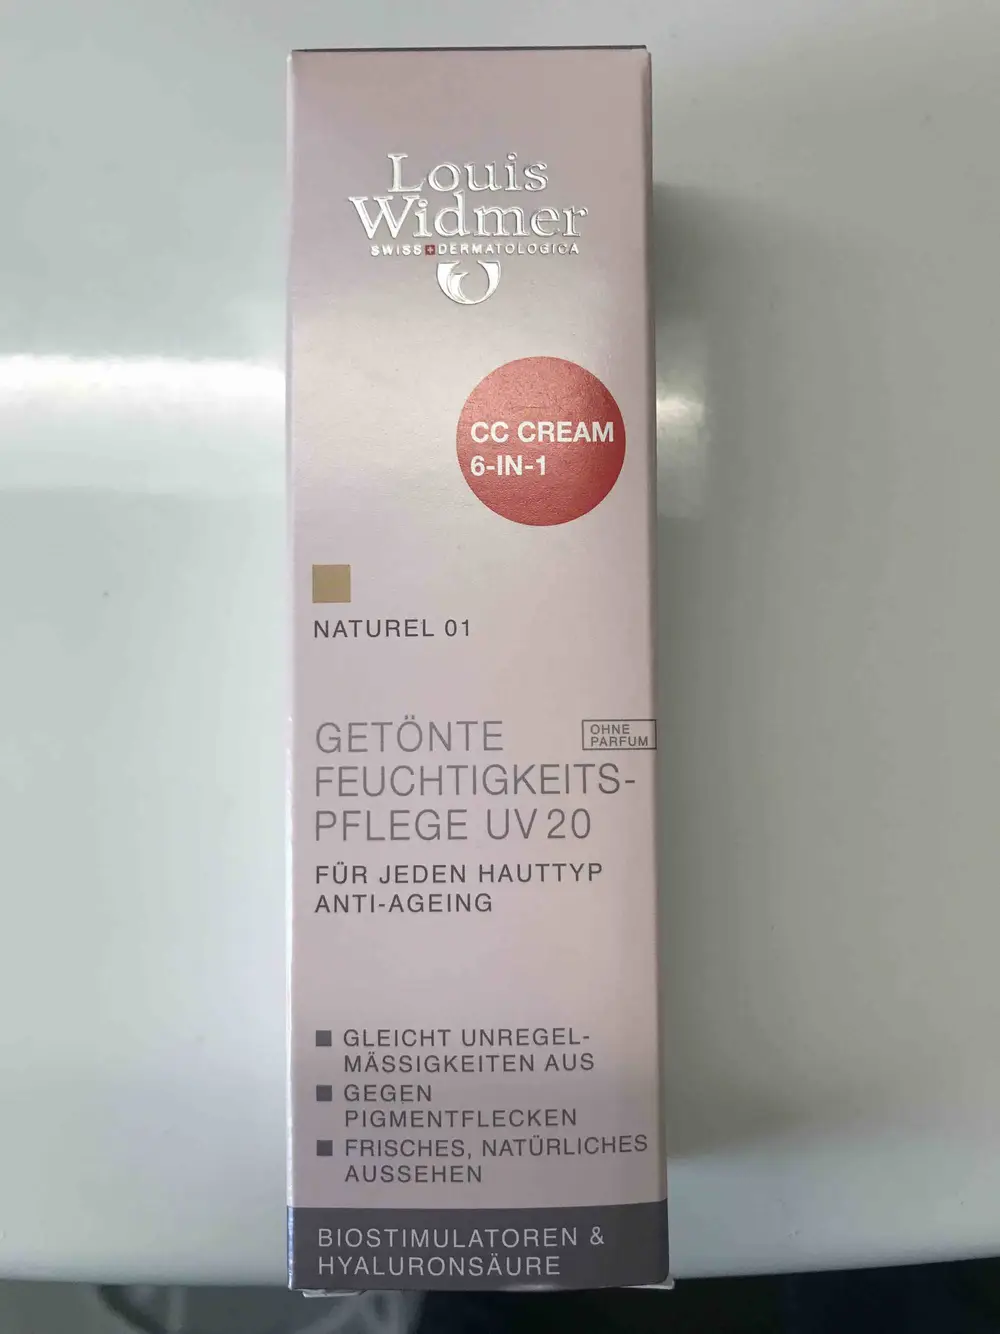 Louis
Widmer
SWISS DERMATOLOGICA
CC CREAM
6-IN-1
NATUREL 01
GETÖNTE
FEUCHTIGKEITS-
PFLEGE UV 20
OHNE
PARFUM
FÜR JEDEN HAUTTYP
ANTI-AGEING
GLEICHT UNREGEL-
MÄSSIGKEITEN AUS
GEGEN
PIGMENTFLECKEN
FRISCHES, NATÜRLICHES
AUSSEHEN
BIOSTIMULATOREN &
HYALURONSÄURE